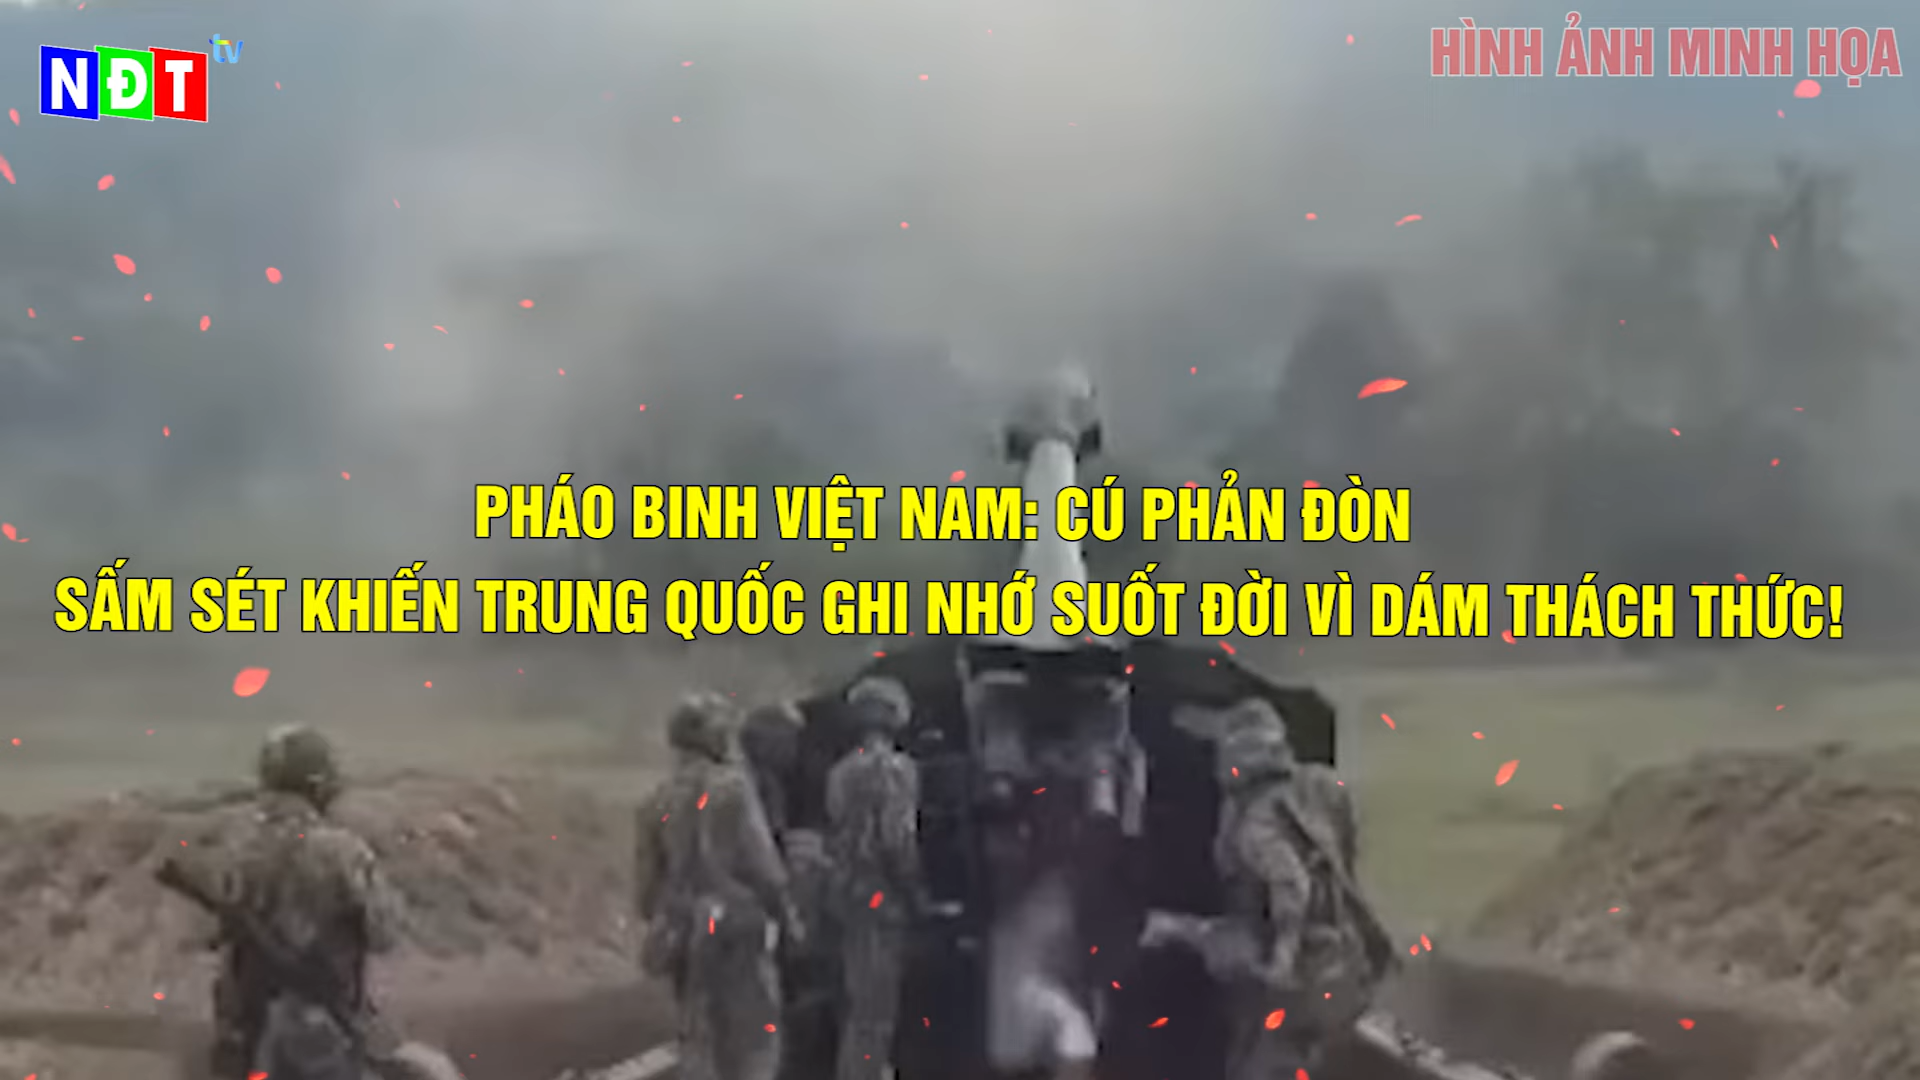 NĐT tv
HÌNH ẢNH MINH HỌA
PHÁO BINH VIỆT NAM: CÚ PHẢN ĐÒN
SẤM SÉT KHIẾN TRUNG QUỐC GHI NHỚ SUỐT ĐỜI VÌ DÁM THÁCH THỨC!